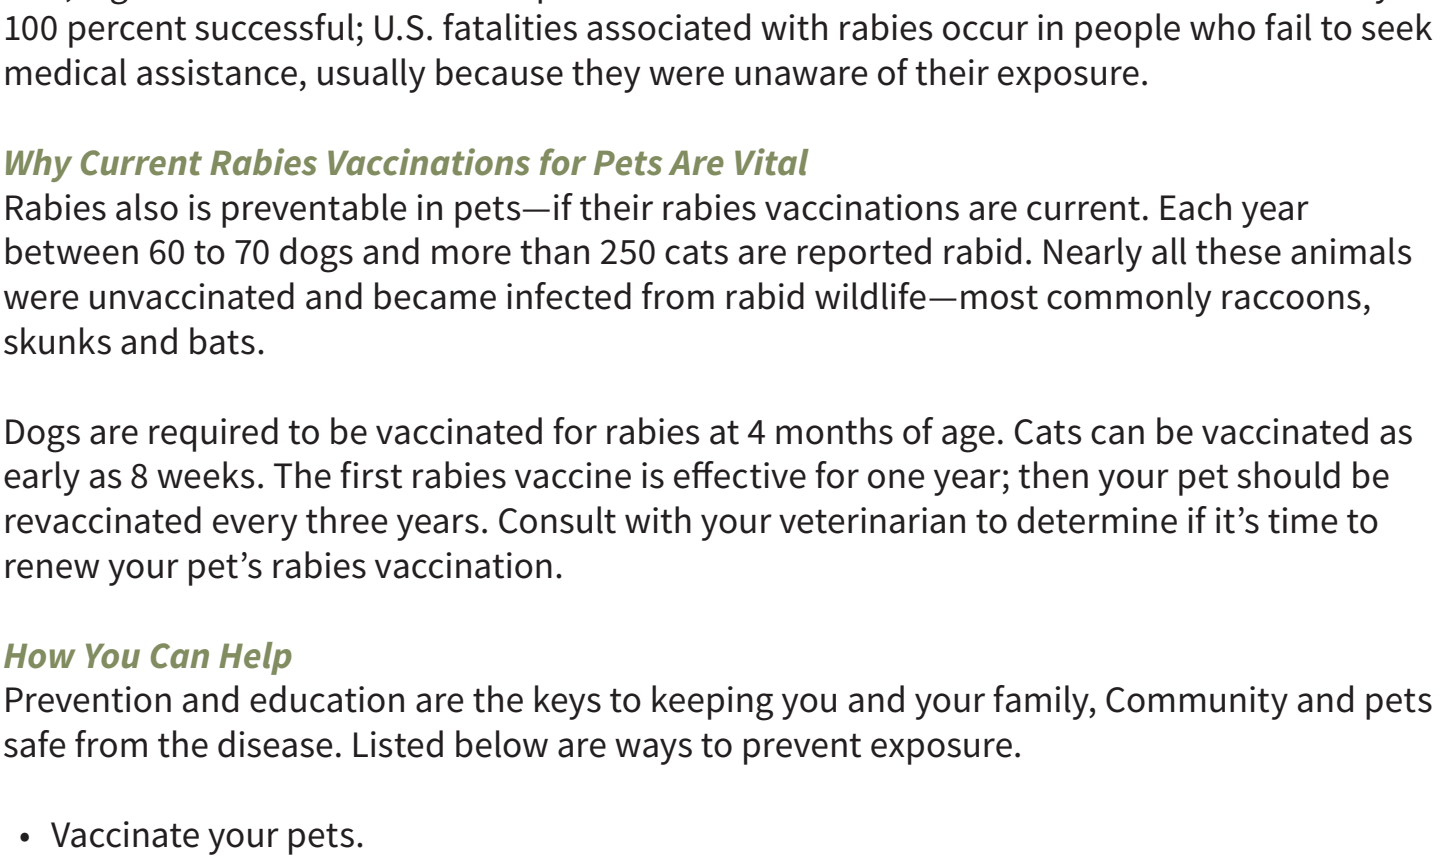 100 percent successful; U.S. fatalities associated with rabies occur in people who fail to seek
medical assistance, usually because they were unaware of their exposure.
Why Current Rabies Vaccinations for Pets Are Vital
Rabies also is preventable in pets—if their rabies vaccinations are current. Each year
between 60 to 70 dogs and more than 250 cats are reported rabid. Nearly all these animals
were unvaccinated and became infected from rabid wildlife—most commonly raccoons,
skunks and bats.
Dogs are required to be vaccinated for rabies at 4 months of age. Cats can be vaccinated as
early as 8 weeks. The first rabies vaccine is effective for one year; then your pet should be
revaccinated every three years. Consult with your veterinarian to determine if it’s time to
renew your pet’s rabies vaccination.
How You Can Help
Prevention and education are the keys to keeping you and your family, Community and pets
safe from the disease. Listed below are ways to prevent exposure.
• Vaccinate your pets.